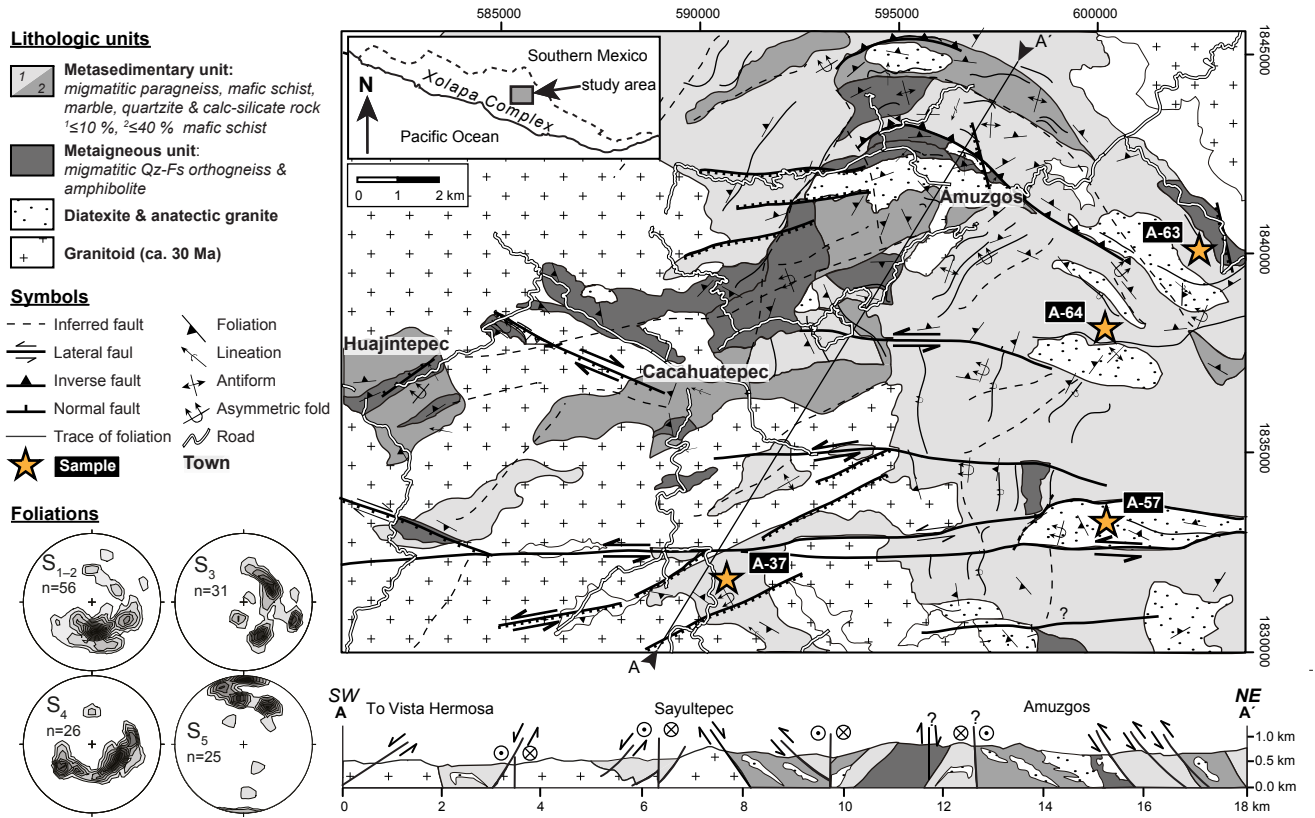 Lithologic units
1
2
Metasedimentary unit:
migmatitic paragneiss, mafic schist,
marble, quartzite & calc-silicate rock
¹≤10 %, ²≤40 % mafic schist
Metaigneous unit:
migmatitic Qz-Fs orthogneiss &
amphibolite
Diatexite & anatectic granite
Granitoid (ca. 30 Ma)
Symbols
Inferred fault
Foliation
Lateral faul
Lineation
Inverse fault
Antiform
Normal fault
Asymmetric fold
Trace of foliation
Road
Sample
Town
Foliations
S1–2
n=56
S3
n=31
S4
n=26
S5
n=25
585000
590000
595000
600000
1845000
1840000
1835000
1830000
Southern Mexico
N
Xolapa Complex
study area
Pacific Ocean
0 1 2 km
A´
Amuzgos
A-63
A-64
Huajíntepec
Cacahuatepec
A-57
A-37
?
A
SW
NE
A
To Vista Hermosa
Sayultepec
Amuzgos
A´
? ?
1.0 km
0.5 km
0.0 km
0 2 4 6 8 10 12 14 16 18 km